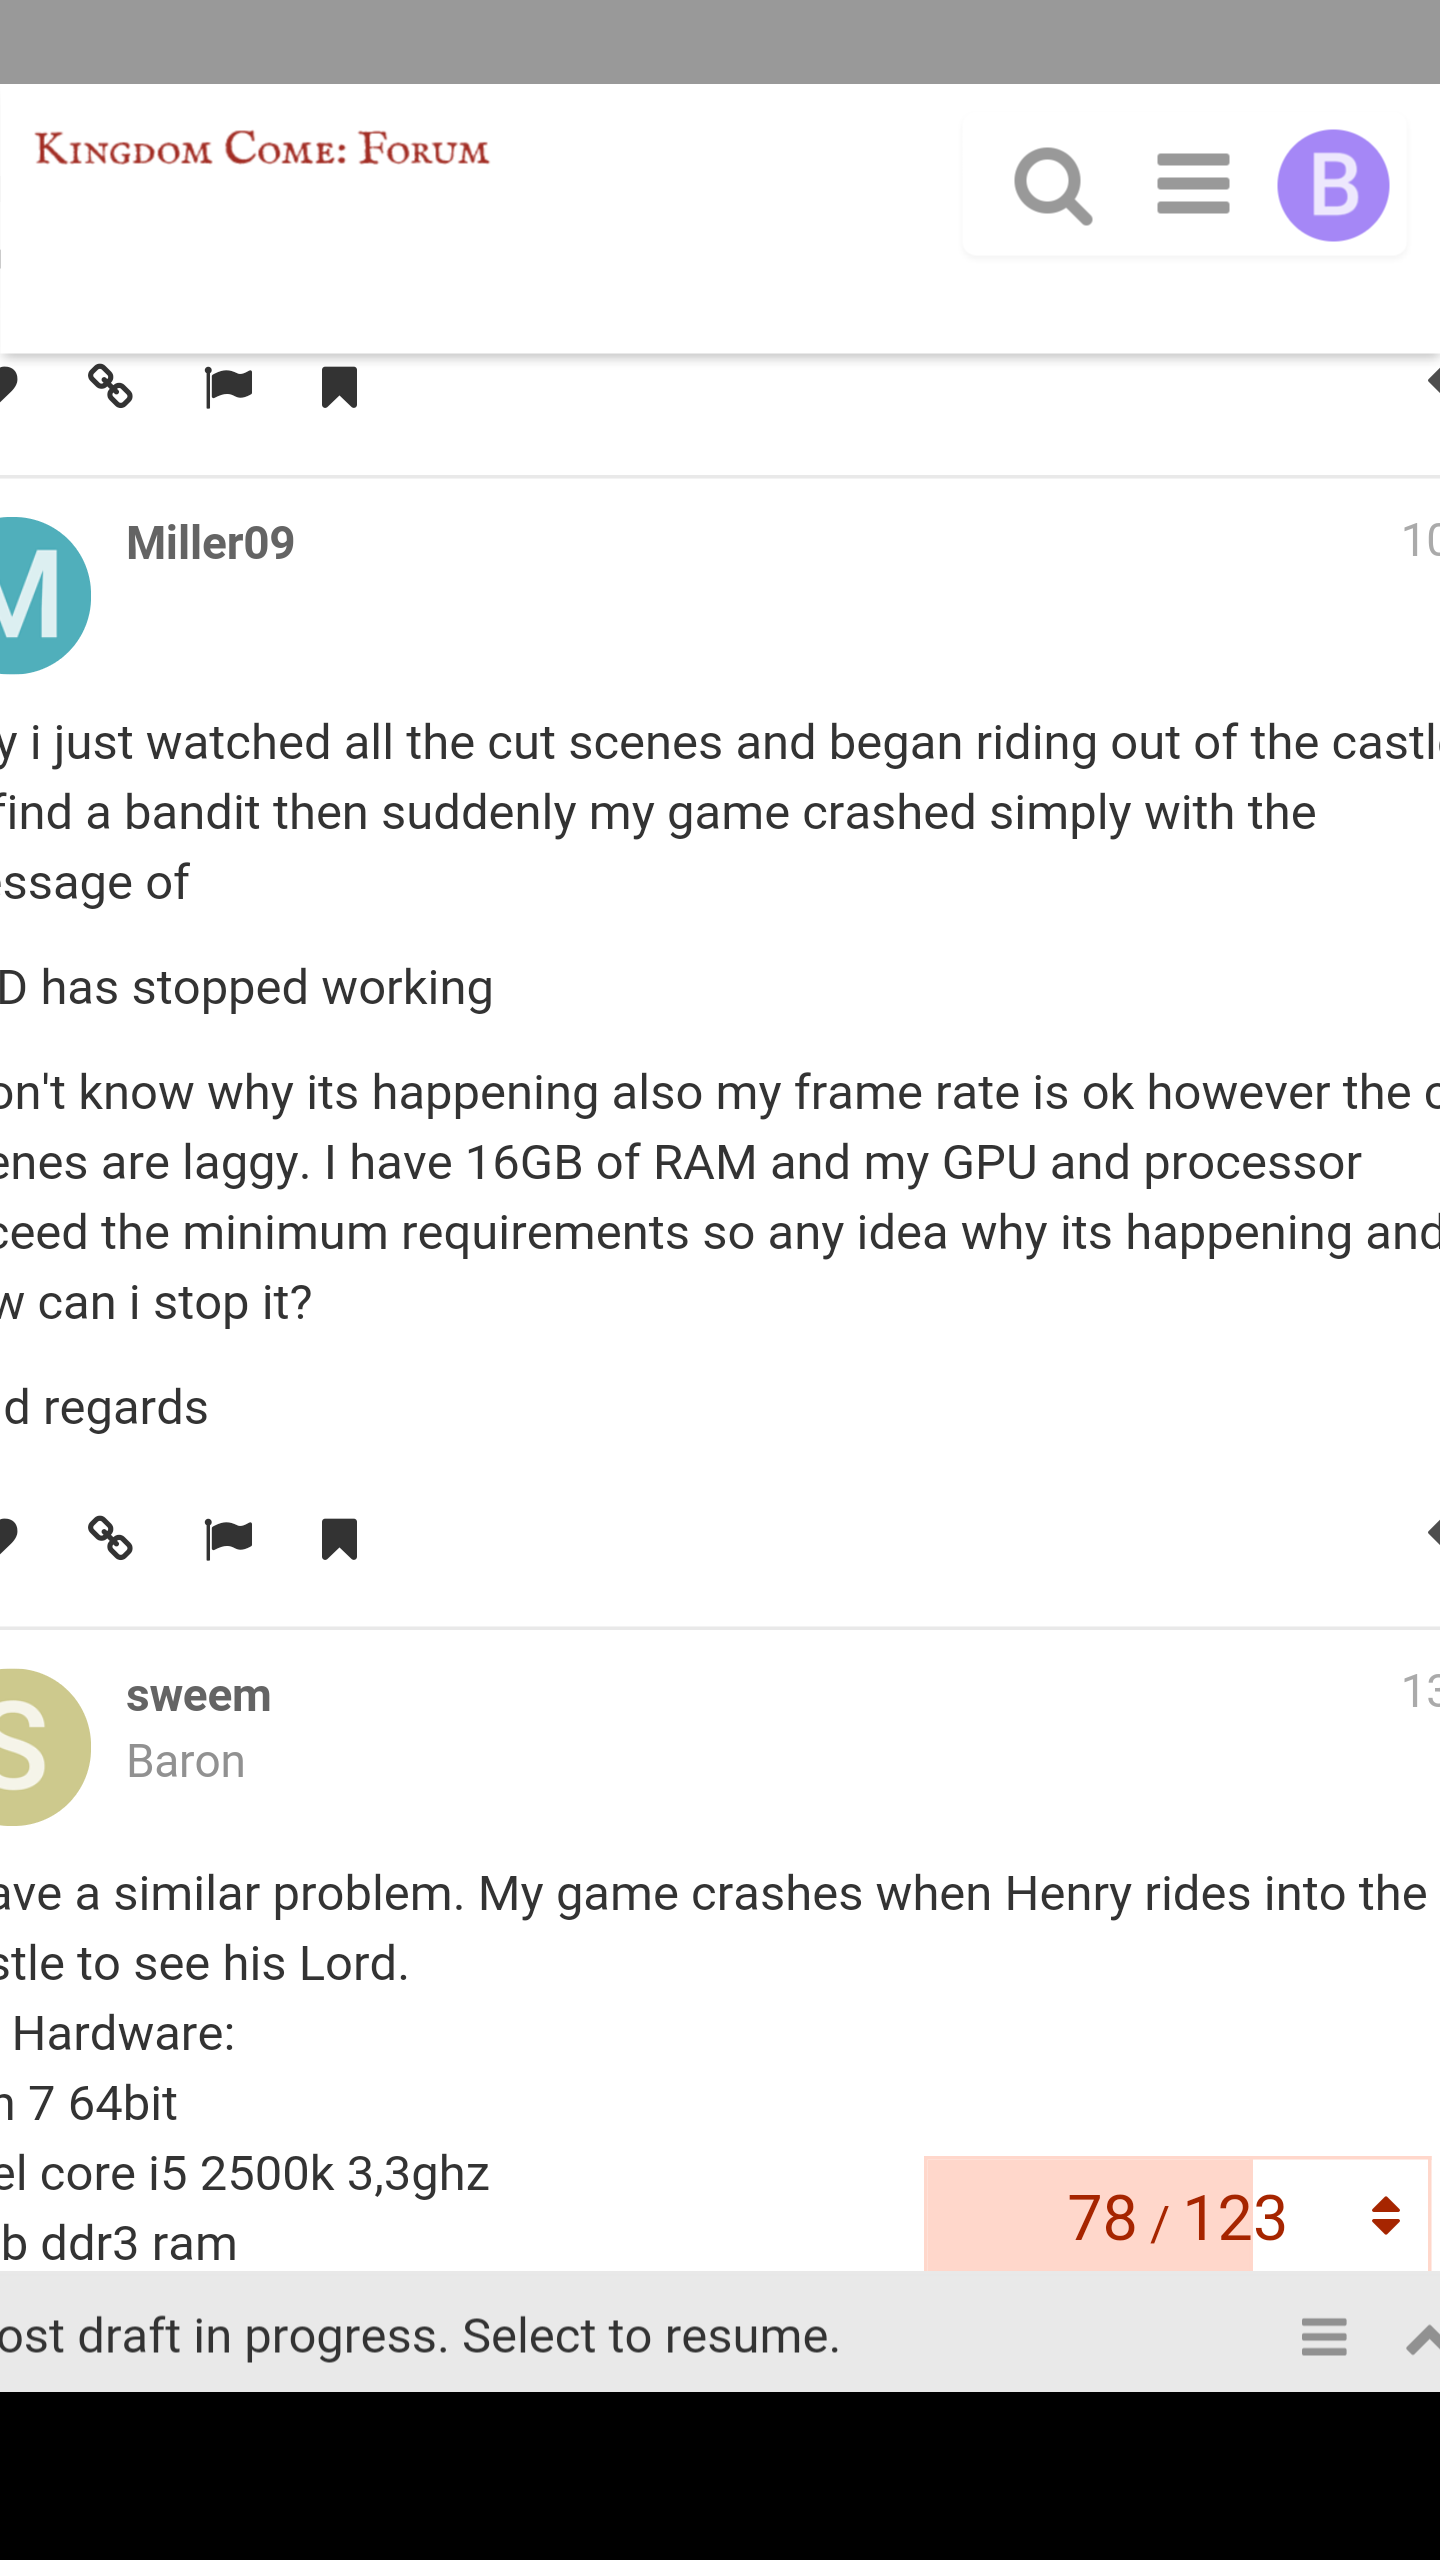 Kingdom Come: Forum
B
M
Miller09
10
y i just watched all the cut scenes and began riding out of the castl
find a bandit then suddenly my game crashed simply with the
ssage of
D has stopped working
on't know why its happening also my frame rate is ok however the c
enes are laggy. I have 16GB of RAM and my GPU and processor
ceed the minimum requirements so any idea why its happening and
w can i stop it?
d regards
S
sweem
13
Baron
ave a similar problem. My game crashes when Henry rides into the
stle to see his Lord.
Hardware:
n 7 64bit
el core i5 2500k 3,3ghz
b ddr3 ram
78 / 123
ost draft in progress. Select to resume.